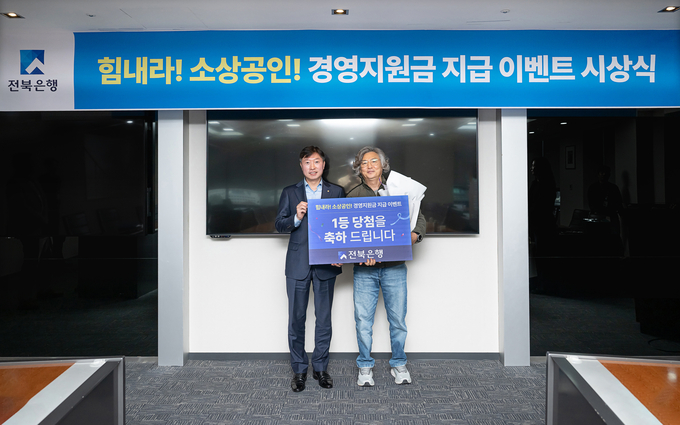 전북은행
힘내라! 소상공인! 경영지원금 지급 이벤트 시상식
힘내라! 소상공인! 경영지원금 지급 이벤트
1등 당첨을
축하 드립니다
전북은행